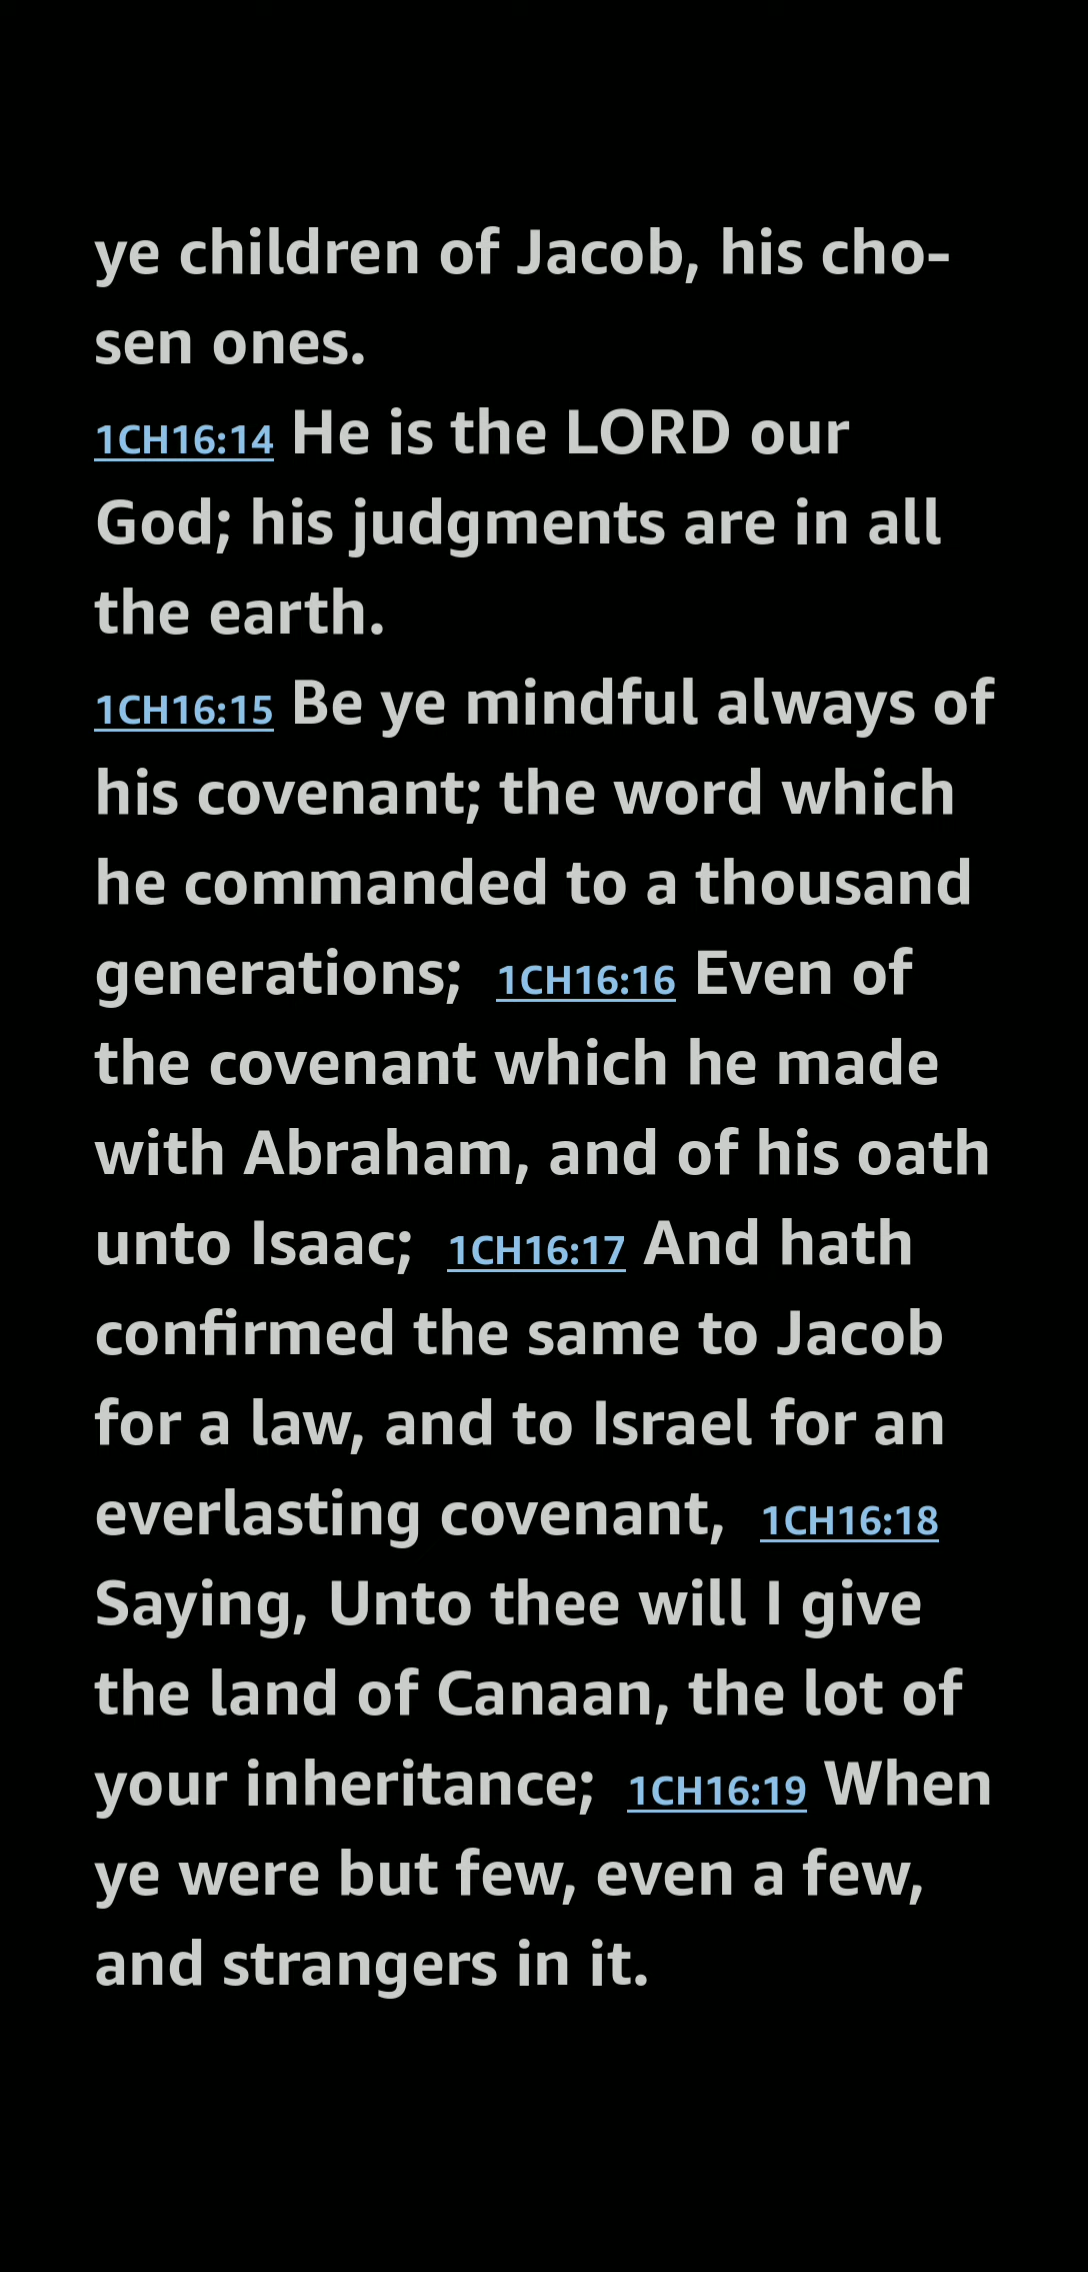 ye children of Jacob, his cho-
sen ones.
1CH16:14 He is the LORD our
God; his judgments are in all
the earth.
1CH16:15 Be ye mindful always of
his covenant; the word which
he commanded to a thousand
generations; 1CH16:16 Even of
the covenant which he made
with Abraham, and of his oath
unto Isaac; 1CH16:17 And hath
confirmed the same to Jacob
for a law, and to Israel for an
everlasting covenant, 1CH16:18
Saying, Unto thee will I give
the land of Canaan, the lot of
your inheritance; 1CH16:19 When
ye were but few, even a few,
and strangers in it.